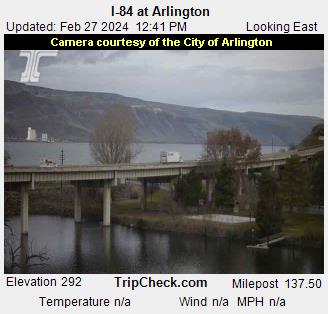 I-84 at Arlington
Updated: Feb 27 2024 12:41 PM Looking East
Camera courtesy of the City of Arlington
Elevation 292 TripCheck.com Milepost 137.50
Temperature n/a Wind n/a MPH n/a